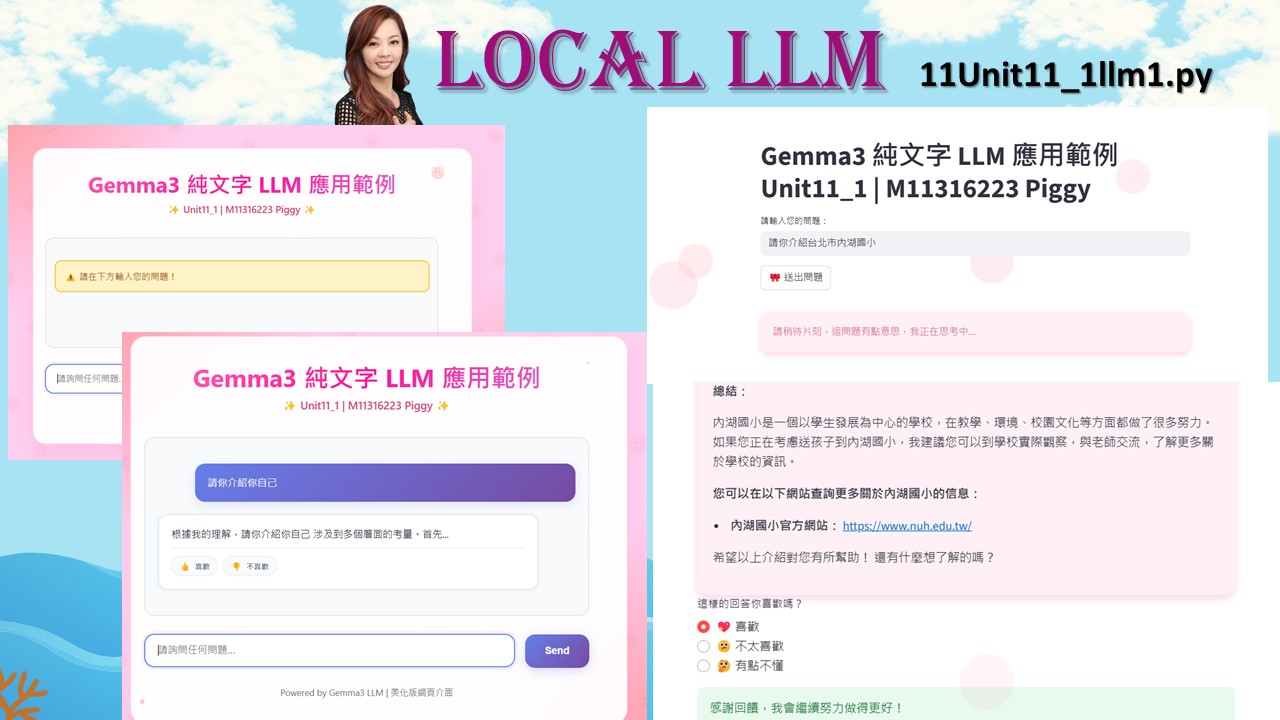 LOCAL LLM
11Unit11_1llm1.py
Gemma3 純文字 LLM 應用範例
✨ Unit11_1 | M11316223 Piggy ✨
⚠️ 請在下方輸入您的問題！
請詢問任何問題..
Gemma3 純文字 LLM 應用範例
✨ Unit11_1 | M11316223 Piggy ✨
請你介紹你自己
根據我的理解，請你介紹你自己 涉及到多個層面的考量。首先...
👍 喜歡
👎 不喜歡
請詢問任何問題...
Send
Powered by Gemma3 LLM | 美化版網頁介面
Gemma3 純文字 LLM 應用範例
Unit11_1 | M11316223 Piggy
請輸入您的問題：
請你介紹台北市內湖國小
🎀 送出問題
請稍待片刻，這問題有點意思，我正在思考中...
總結：
內湖國小是一個以學生發展為中心的學校，在教學、環境、校園文化等方面都做了很多努力。
如果您正在考慮送孩子到內湖國小，我建議您可以到學校實際觀察，與老師交流，了解更多關
於學校的資訊。
您可以在以下網站查詢更多關於內湖國小的信息：
• 內湖國小官方網站： https://www.nuh.edu.tw/
希望以上介紹對您有所幫助！ 還有什麼想了解的嗎？
這樣的回答你喜歡嗎？
💖 喜歡
😕 不太喜歡
🤔 有點不懂
感謝回饋，我會繼續努力做得更好！